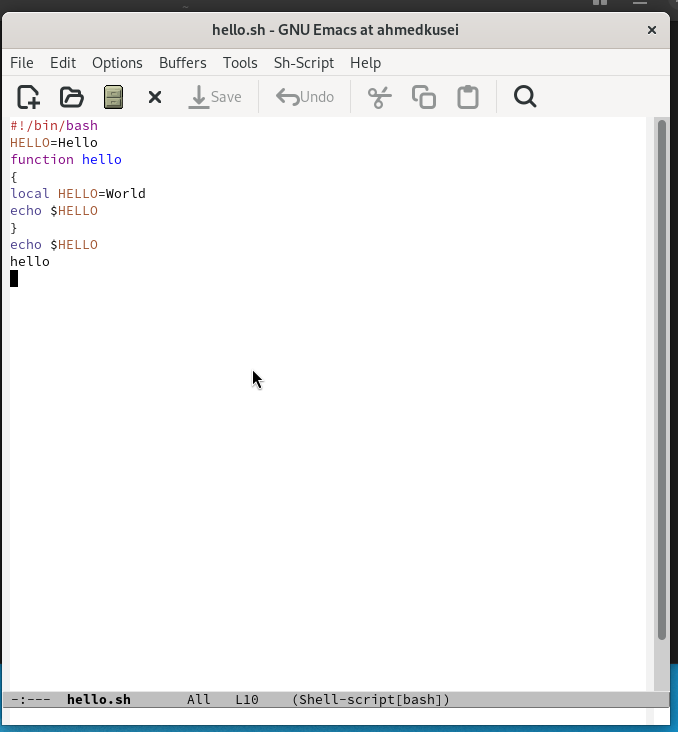 hello.sh - GNU Emacs at ahmedkusei
File Edit Options Buffers Tools Sh-Script Help
Save Undo
#!/bin/bash
HELLO=Hello
function hello
{
local HELLO=World
echo $HELLO
}
echo $HELLO
hello
-:--- hello.sh All L10 (Shell-script[bash])